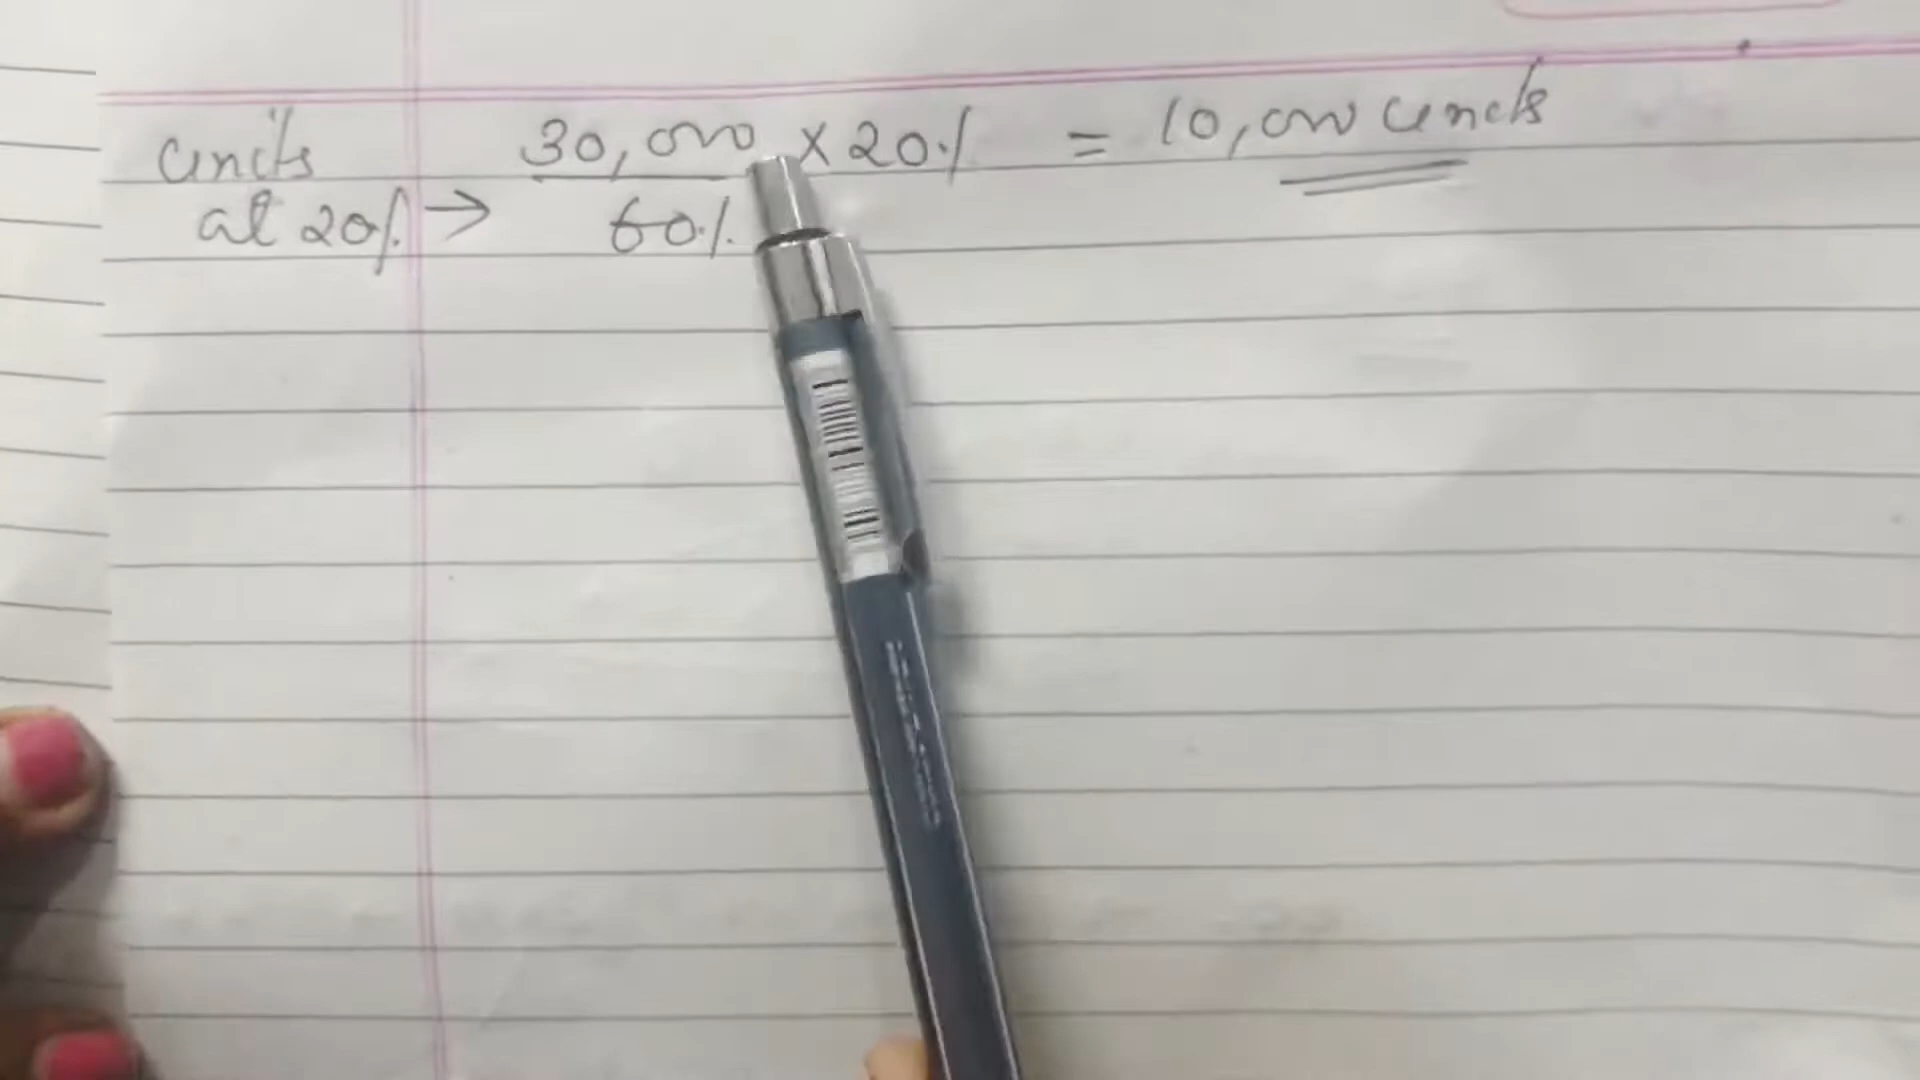 units 30,000 x 20% = 10,000 units
at 20% → 60%